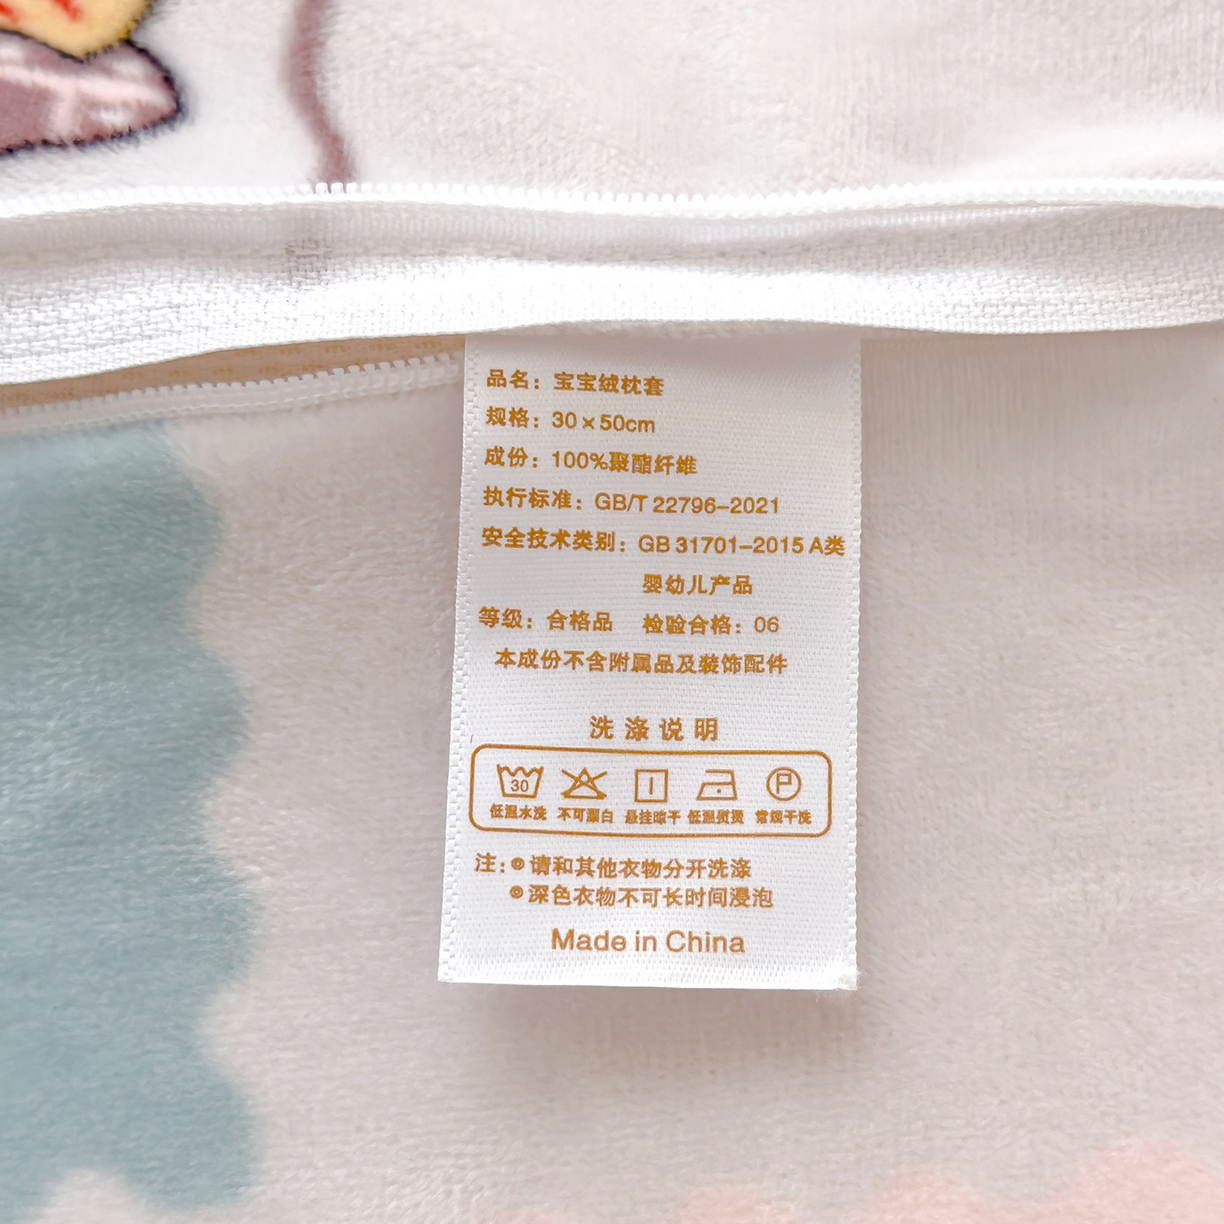 品名：宝宝绒枕套
规格：30×50cm
成份：100%聚酯纤维
执行标准：GB/T 22796-2021
安全技术类别：GB 31701-2015 A类
婴幼儿产品
等级：合格品 检验合格：06
本成份不含附属品及装饰配件
洗涤说明
30 P
低温水洗 不可漂白 悬挂晾干 低温熨烫 常规干洗
注：◎请和其他衣物分开洗涤
◎深色衣物不可长时间浸泡
Made in China